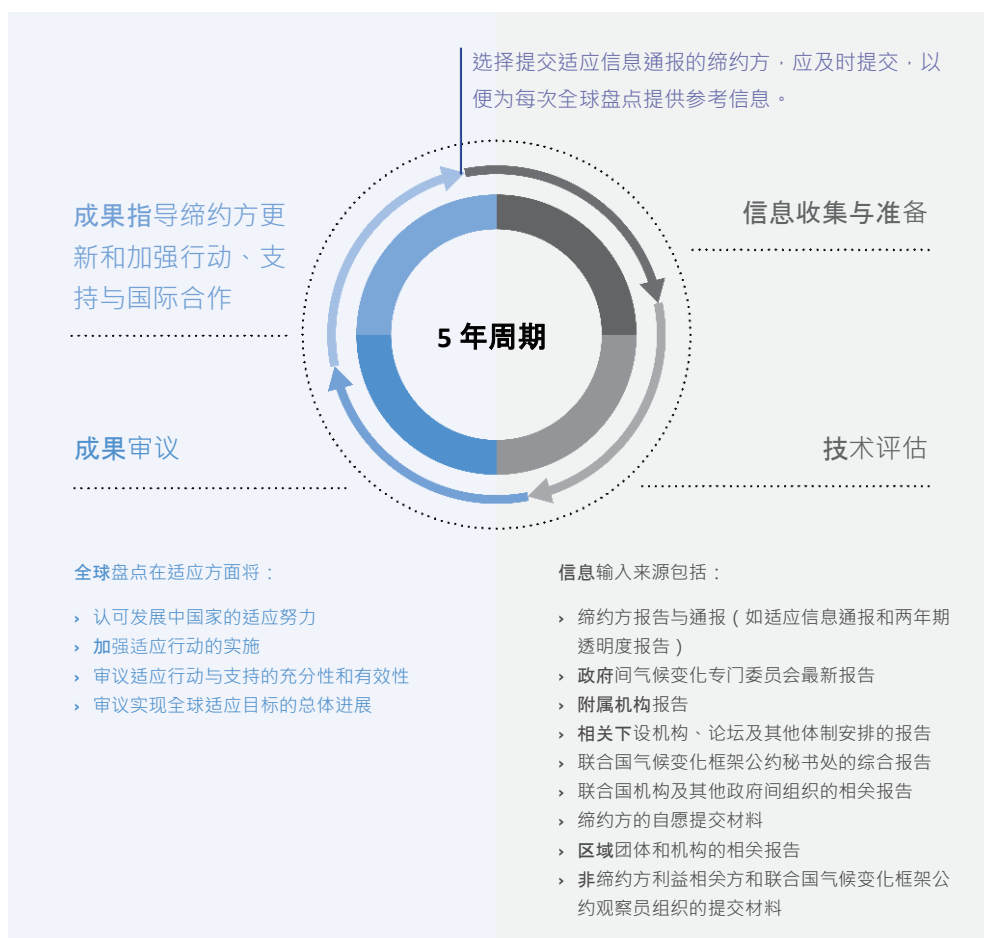 选择提交适应信息通报的缔约方，应及时提交，以
便为每次全球盘点提供参考信息。
成果指导缔约方更
新和加强行动、支
持与国际合作
信息收集与准备
5 年周期
成果审议
技术评估
全球盘点在适应方面将：
› 认可发展中国家的适应努力
› 加强适应行动的实施
› 审议适应行动与支持的充分性和有效性
› 审议实现全球适应目标的总体进展
信息输入来源包括：
› 缔约方报告与通报（如适应信息通报和两年期
透明度报告）
› 政府间气候变化专门委员会最新报告
› 附属机构报告
› 相关下设机构、论坛及其他体制安排的报告
› 联合国气候变化框架公约秘书处的综合报告
› 联合国机构及其他政府间组织的相关报告
› 缔约方的自愿提交材料
› 区域团体和机构的相关报告
› 非缔约方利益相关方和联合国气候变化框架公
约观察员组织的提交材料